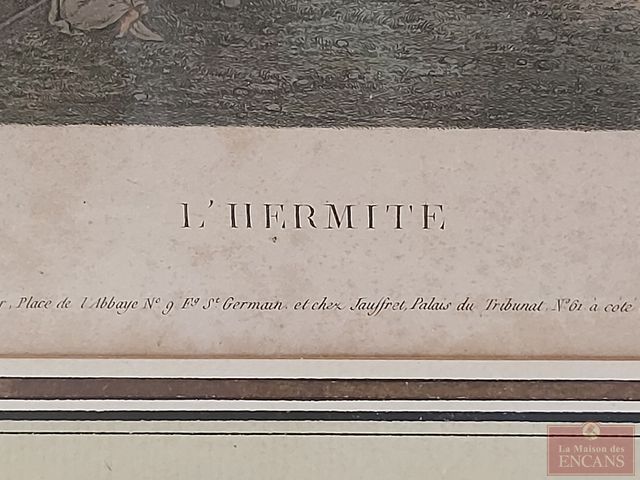 L'HERMITE
r, Place de l'Abbaye Nº 9 Fg St Germain, et chez Jauffret, Palais du Tribunat, Nº 61 à côté
La Maison des
ENCANS